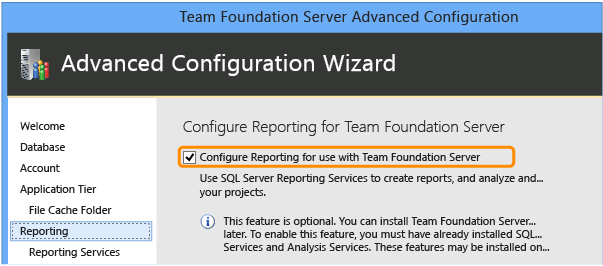 Team Foundation Server Advanced Configuration
Advanced Configuration Wizard
Welcome
Database
Account
Application Tier
File Cache Folder
Reporting
Reporting Services
Configure Reporting for Team Foundation Server
Configure Reporting for use with Team Foundation Server
Use SQL Server Reporting Services to create reports, and analyze and...
your projects.
This feature is optional. You can install Team Foundation Server...
later. To enable this feature, you must have already installed SQL...
Services and Analysis Services. These features may be installed on...